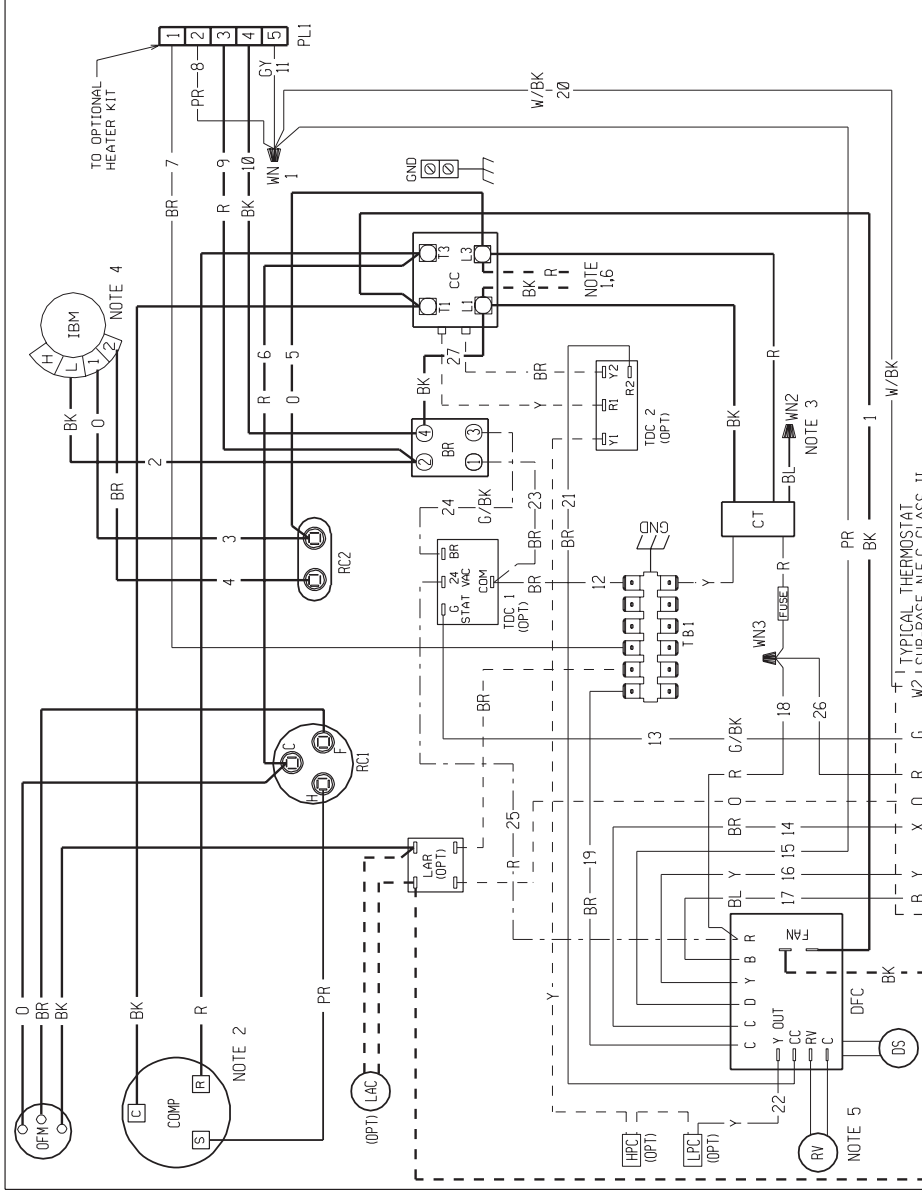 1
2
3
4
5
PL1
TO OPTIONAL
HEATER KIT
PR
8
GY
11
BR
7
R
9
BK
10
WN
1
W/BK
20
GND
IBM
H
L
1
2
NOTE 4
BK
O
BR
2
3
4
RC2
R
6
O
5
T3
T1
CC
L3
L1
BK
R
NOTE
1,6
27
BK
BR
Y
4
3
2
1
BR
Y2
R1
R2
Y1
TDC 2
(OPT)
24
G/BK
23
BR
21
BR
BR
24
VAC
G
STAT
COM
TDC 1
(OPT)
BR
12
GND
TB1
CT
BK
R
BL
WN2
NOTE 3
Y
R
FUSE
WN3
18
26
PR
1
BK
W/BK
TYPICAL THERMOSTAT
SUB-BASE N.E.C CLASS II
W2
G
R
O
X
Y
B
13
G/BK
R
O
BR
14
15
Y
16
BL
17
BR
25
R
19
BR
Y
C
F
H
RC1
LAR
(OPT)
O
BR
BK
OFM
BK
R
PR
C
R
S
COMP
NOTE 2
(OPT)
LAC
R
B
Y
D
C
C
FAN
Y OUT
CC
RV
C
DFC
BK
DS
22
Y
HPC
(OPT)
LPC
(OPT)
RV
NOTE 5